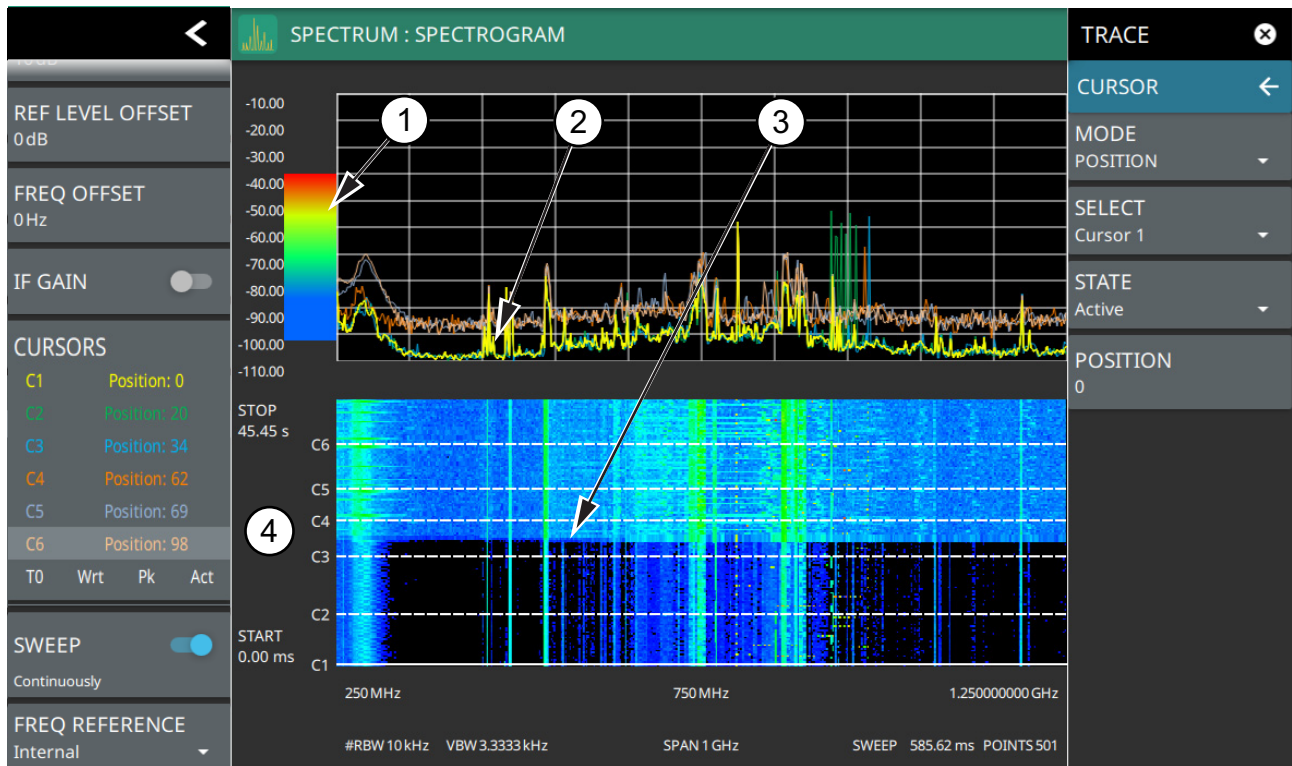 REF LEVEL OFFSET
0 dB
FREQ OFFSET
0 Hz
IF GAIN
CURSORS
C1 Position: 0
C2 Position: 20
C3 Position: 34
C4 Position: 62
C5 Position: 69
C6 Position: 98
T0 Wrt Pk Act
SWEEP
Continuously
FREQ REFERENCE
Internal
SPECTRUM : SPECTROGRAM
1
2
3
-10.00
-20.00
-30.00
-40.00
-50.00
-60.00
-70.00
-80.00
-90.00
-100.00
-110.00
STOP
45.45 s
C6
C5
C4
4
C3
C2
START
0.00 ms
C1
250 MHz 750 MHz 1.250000000 GHz
#RBW 10 kHz VBW 3.3333 kHz SPAN 1 GHz SWEEP 585.62 ms POINTS 501
TRACE
CURSOR
MODE
POSITION
SELECT
Cursor 1
STATE
Active
POSITION
0